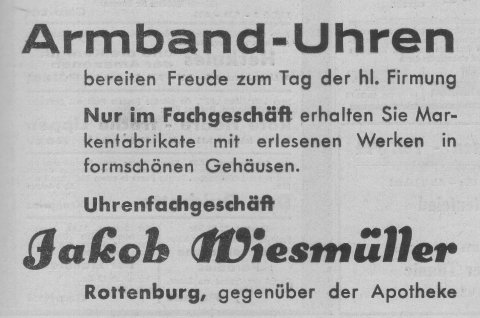 Armband-Uhren
bereiten Freude zum Tag der hl. Firmung
Nur im Fachgeschäft erhalten Sie Mar-
kenfabrikate mit erlesenen Werken in
formschönen Gehäusen.
Uhrenfachgeschäft
Jakob Wiesmüller
Rottenburg, gegenüber der Apotheke